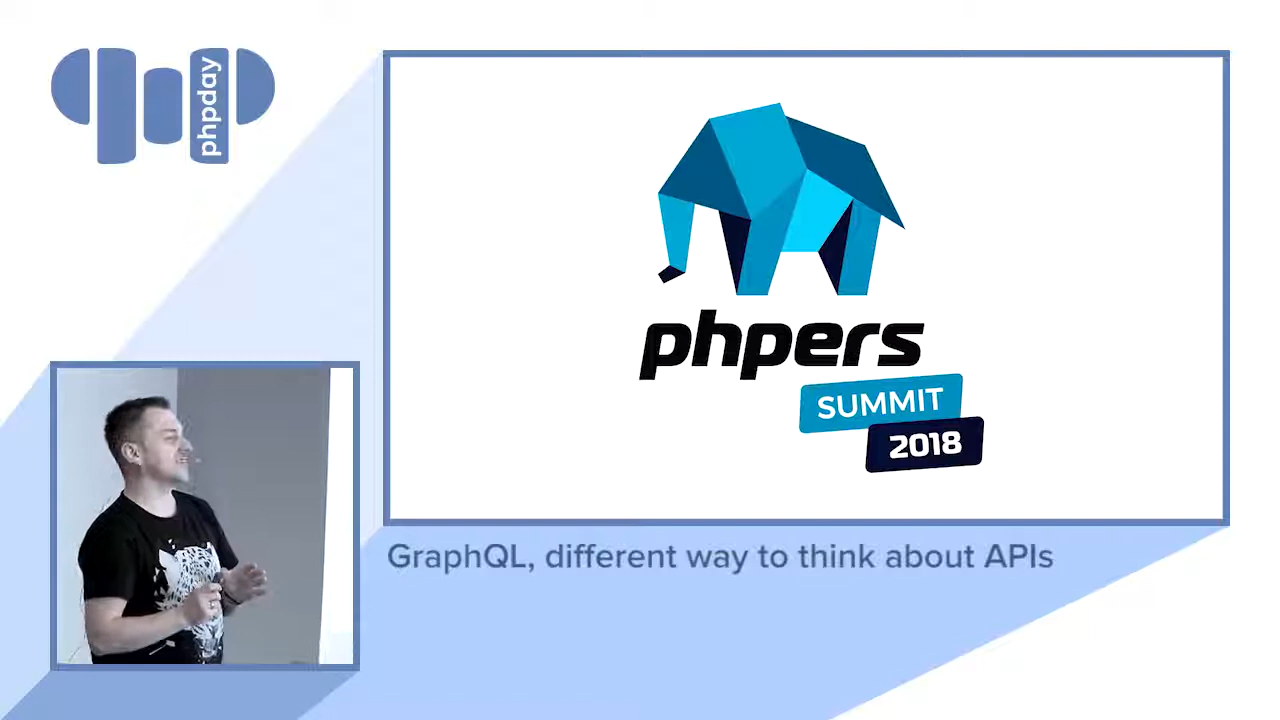 phpday
phpers
SUMMIT
2018
GraphQL, different way to think about APIs